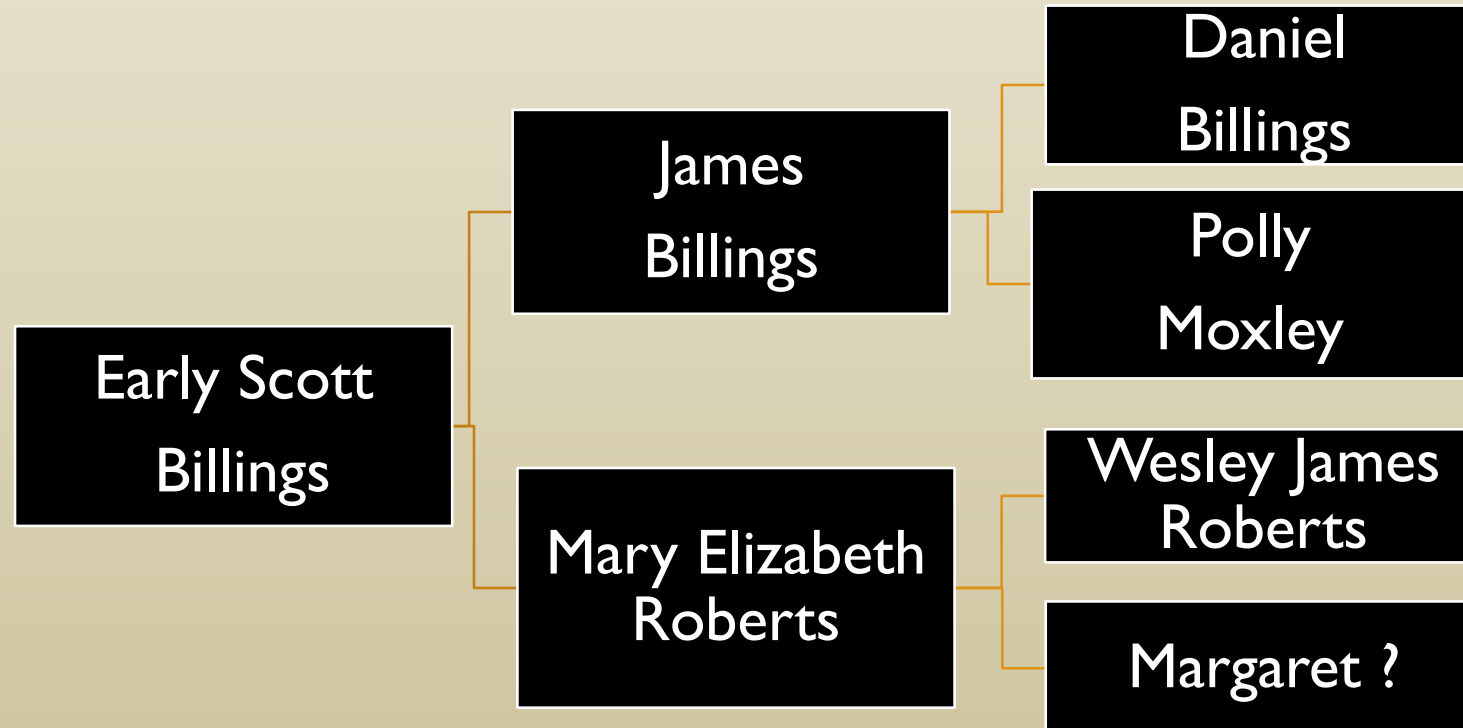 Early Scott
Billings
James
Billings
Mary Elizabeth
Roberts
Daniel
Billings
Polly
Moxley
Wesley James
Roberts
Margaret ?